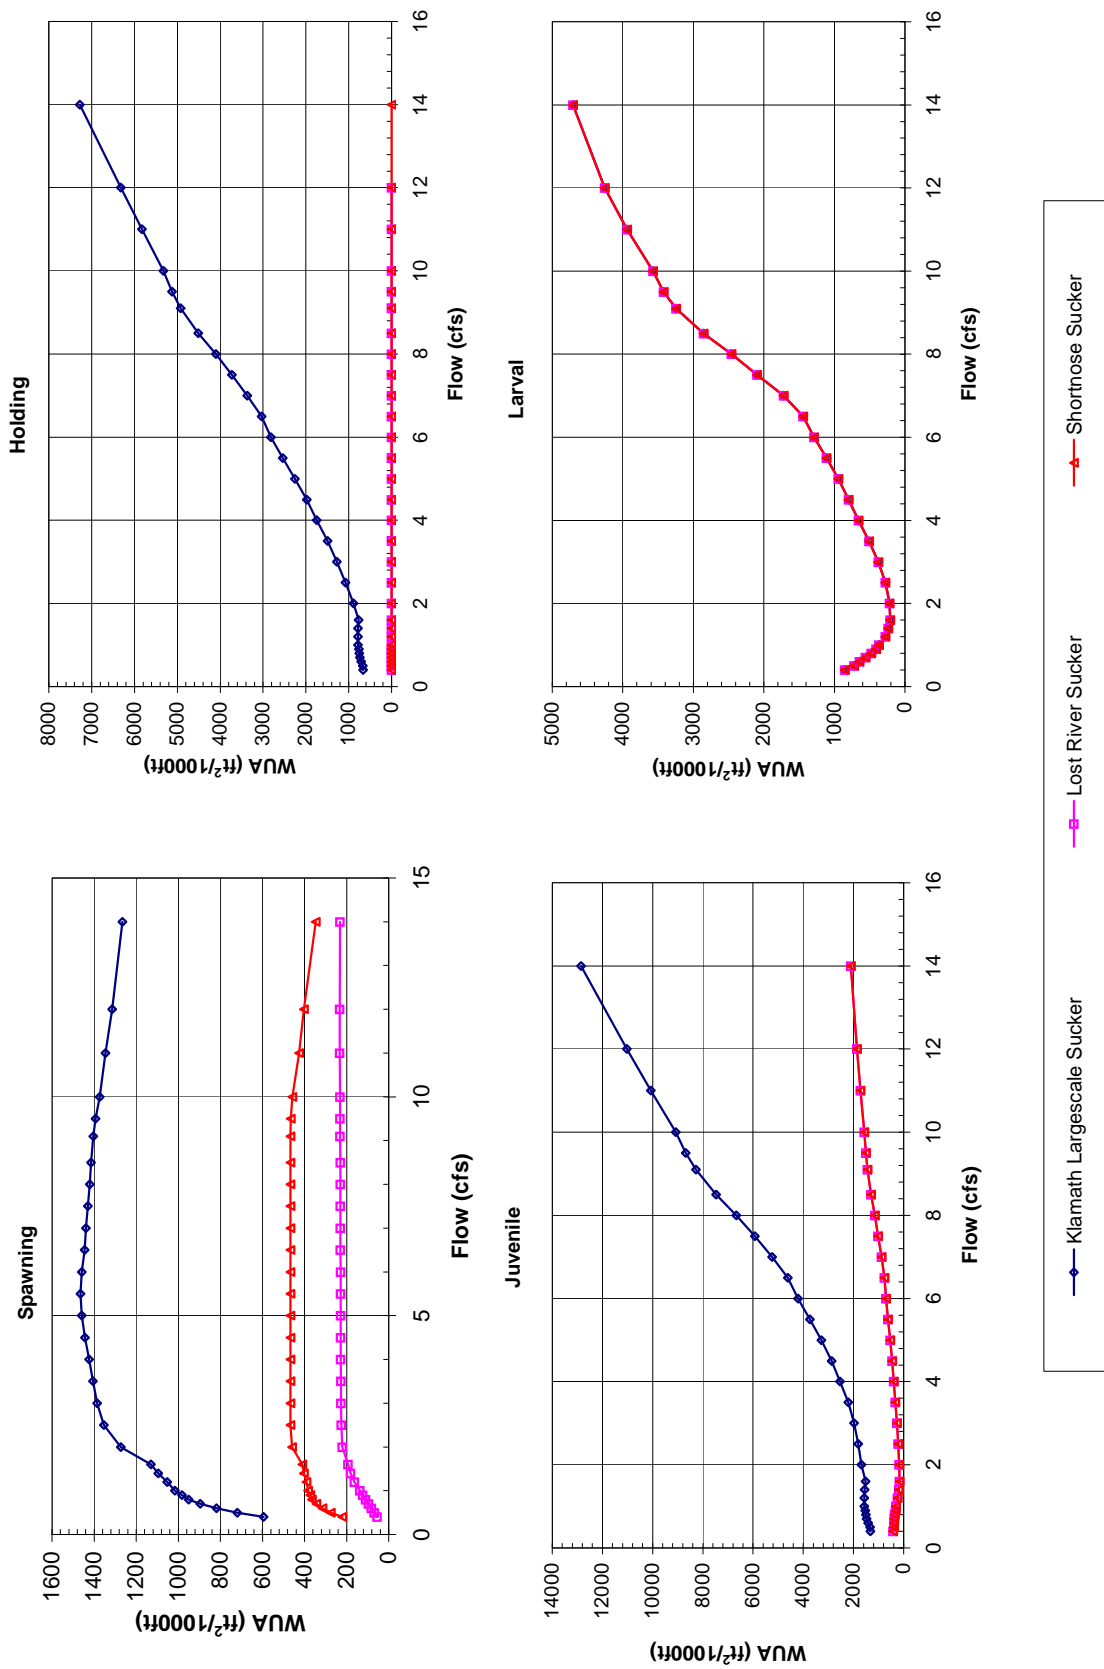 Spawning
WUA (ft²/1000ft)
1600
1400
1200
1000
800
600
400
200
0
0 5 10 15
Flow (cfs)
Holding
WUA (ft²/1000ft)
8000
7000
6000
5000
4000
3000
2000
1000
0
0 2 4 6 8 10 12 14 16
Flow (cfs)
Juvenile
WUA (ft²/1000ft)
14000
12000
10000
8000
6000
4000
2000
0
0 2 4 6 8 10 12 14 16
Flow (cfs)
Larval
WUA (ft²/1000ft)
5000
4000
3000
2000
1000
0
0 2 4 6 8 10 12 14 16
Flow (cfs)
Klamath Largescale Sucker Lost River Sucker Shortnose Sucker